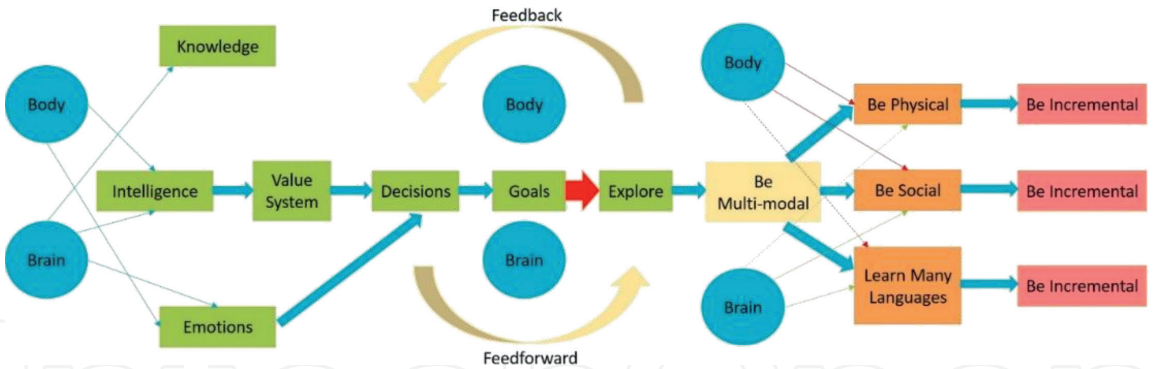 Feedback
Knowledge
Body
Body
Body
Be Physical
Be Incremental
Intelligence
Value
System
Decisions
Goals
Explore
Be
Multi-modal
Be Social
Be Incremental
Brain
Brain
Brain
Learn Many
Languages
Be Incremental
Emotions
Feedforward